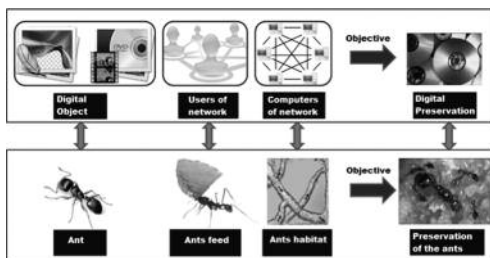 Objective
DVD
Digital
Object
Users of
network
Computers
of network
Digital
Preservation
Objective
Ant
Ants feed
Ants habitat
Preservation
of the ants